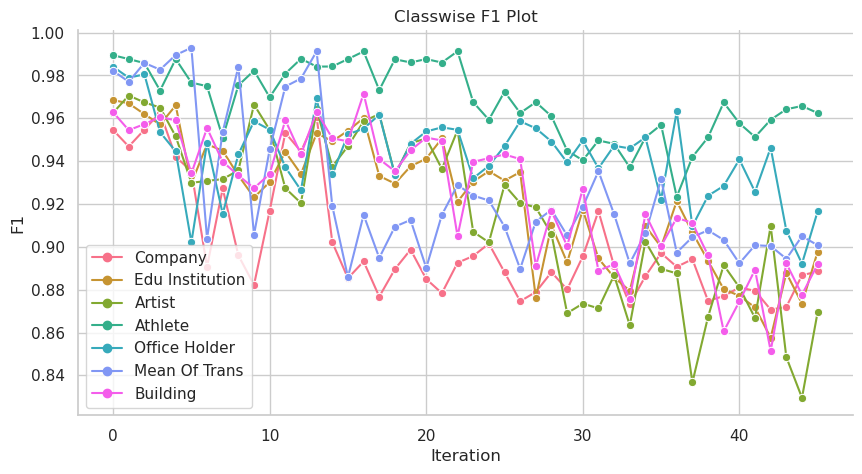 Classwise F1 Plot
F1
1.00
0.98
0.96
0.94
0.92
0.90
0.88
0.86
0.84
Company
Edu Institution
Artist
Athlete
Office Holder
Mean Of Trans
Building
0 10 20 30 40
Iteration